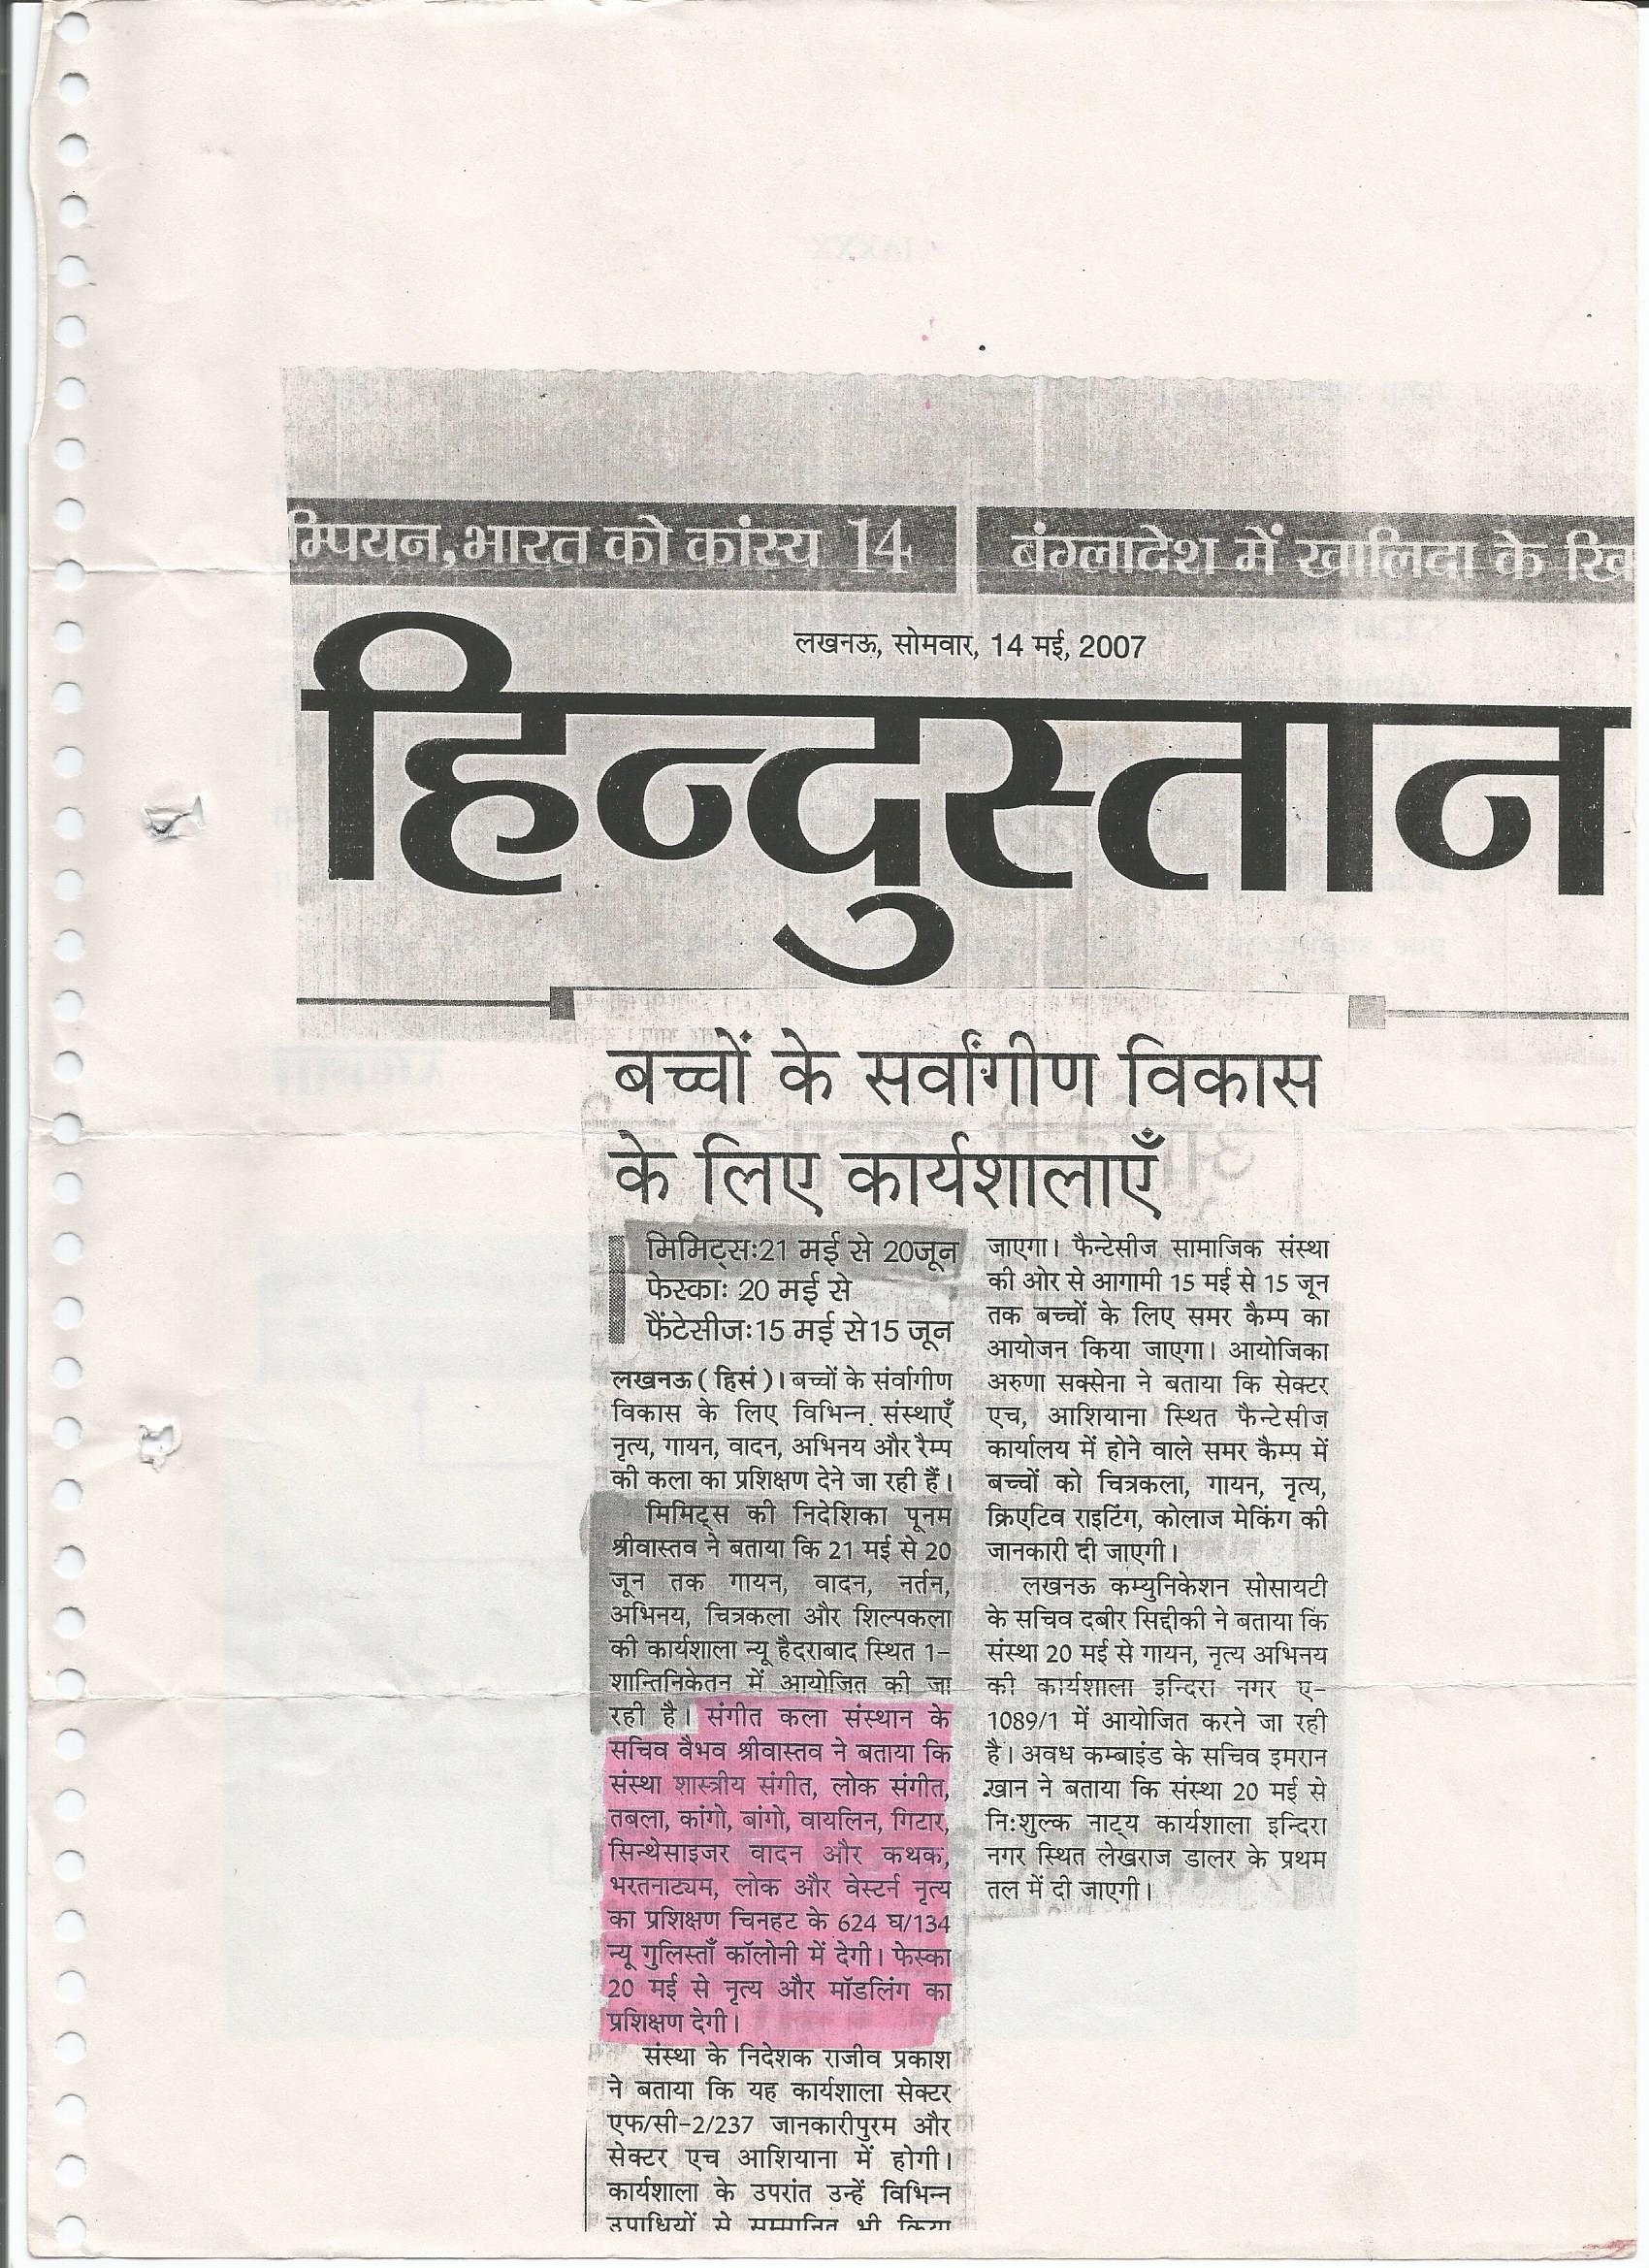 म्पियन, भारत को कांस्य 14
बंग्लादेश में खालिदा के खि
लखनऊ, सोमवार, 14 मई, 2007
हिन्दुस्तान
बच्चों के सर्वांगीण विकास
के लिए कार्यशालाएँ
मिमिट्सः21 मई से 20जून
फेस्काः 20 मई से
फैंटेसीजः15 मई से15 जून
लखनऊ (हिसं)। बच्चों के संर्वागीण
विकास के लिए विभिन्न संस्थाएँ
नृत्य, गायन, वादन, अभिनय और रैम्प
की कला का प्रशिक्षण देने जा रही हैं।
मिमिट्स की निदेशिका पूनम
श्रीवास्तव ने बताया कि 21 मई से 20
जून तक गायन, वादन, नर्तन,
अभिनय, चित्रकला और शिल्पकला
की कार्यशाला न्यू हैदराबाद स्थित 1-
शान्तिनिकेतन में आयोजित की जा
रही है। संगीत कला संस्थान के
सचिव वैभव श्रीवास्तव ने बताया कि
संस्था शास्त्रीय संगीत, लोक संगीत,
तबला, कांगो, बांगो, वायलिन, गिटार,
सिन्थेसाइजर वादन और कथक,
भरतनाट्यम, लोक और वेस्टर्न नृत्य
का प्रशिक्षण चिनहट के 624 घ/134
न्यू गुलिस्ताँ कॉलोनी में देगी। फेस्का
20 मई से नृत्य और मॉडलिंग का
प्रशिक्षण देगी।
संस्था के निदेशक राजीव प्रकाश
ने बताया कि यह कार्यशाला सेक्टर
एफ/सी-2/237 जानकारीपुरम और
सेक्टर एच आशियाना में होगी।
कार्यशाला के उपरांत उन्हें विभिन्न
उपाधियों से सम्मानित भी किया
जाएगा। फैन्टेसीज सामाजिक संस्था
की ओर से आगामी 15 मई से 15 जून
तक बच्चों के लिए समर कैम्प का
आयोजन किया जाएगा। आयोजिका
अरुणा सक्सेना ने बताया कि सेक्टर
एच, आशियाना स्थित फैन्टेसीज
कार्यालय में होने वाले समर कैम्प में
बच्चों को चित्रकला, गायन, नृत्य,
क्रिएटिव राइटिंग, कोलाज मेकिंग की
जानकारी दी जाएगी।
लखनऊ कम्युनिकेशन सोसायटी
के सचिव दबीर सिद्दीकी ने बताया कि
संस्था 20 मई से गायन, नृत्य अभिनय
की कार्यशाला इन्दिरा नगर ए-
1089/1 में आयोजित करने जा रही
है। अवध कम्बाइंड के सचिव इमरान
खान ने बताया कि संस्था 20 मई से
नि:शुल्क नाट्य कार्यशाला इन्दिरा
नगर स्थित लेखराज डालर के प्रथम
तल में दी जाएगी।